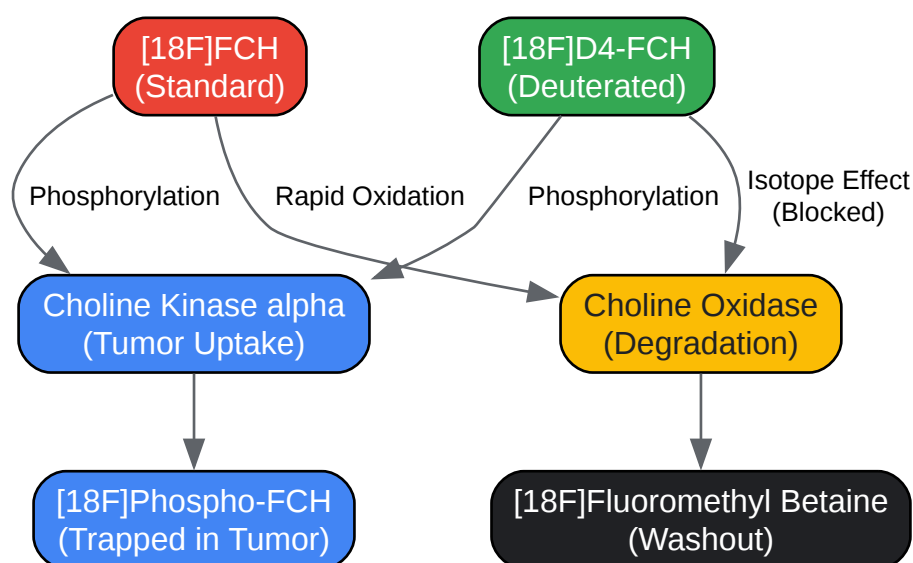 [18F]FCH
(Standard)
[18F]D4-FCH
(Deuterated)
Phosphorylation
Rapid Oxidation
Phosphorylation
Isotope Effect
(Blocked)
Choline Kinase alpha
(Tumor Uptake)
Choline Oxidase
(Degradation)
[18F]Phospho-FCH
(Trapped in Tumor)
[18F]Fluoromethyl Betaine
(Washout)